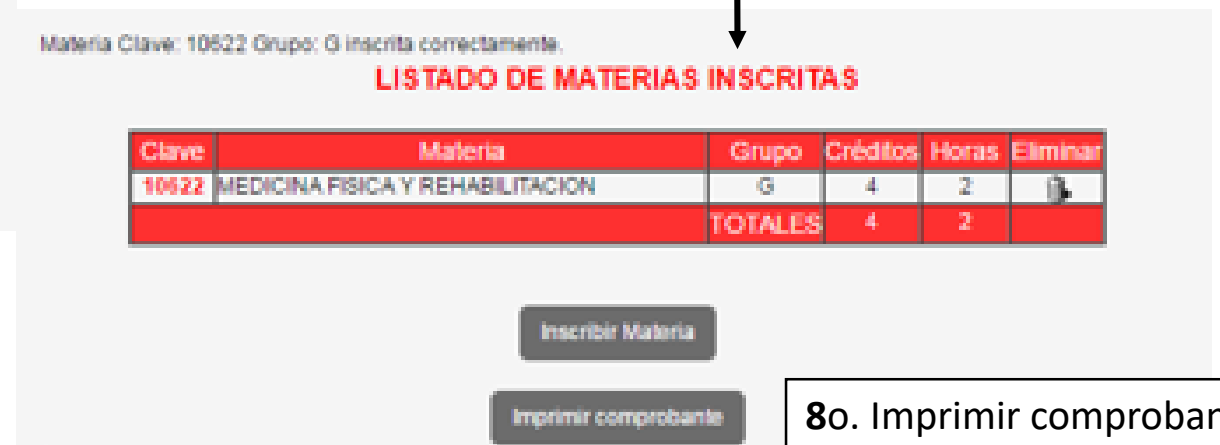 Materia Clave: 10622 Grupo: G inscrita correctamente.
LISTADO DE MATERIAS INSCRITAS
Clave Materia Grupo Créditos Horas Eliminar
10622 MEDICINA FISICA Y REHABILITACION G 4 2
TOTALES 4 2
Inscribir Materia
Imprimir comprobante
8o. Imprimir comproban